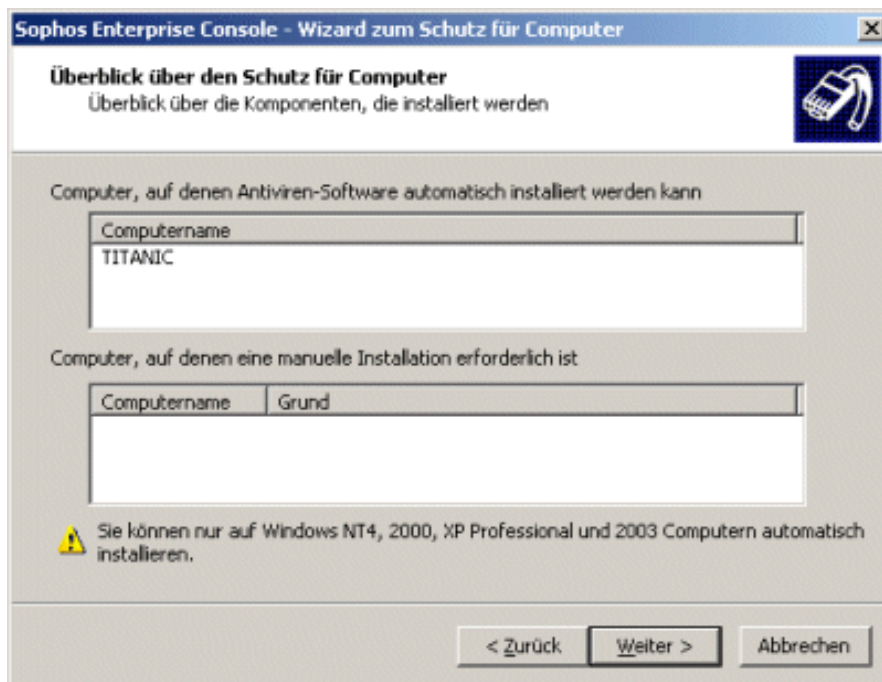 Sophos Enterprise Console - Wizard zum Schutz für Computer
Überblick über den Schutz für Computer
Überblick über die Komponenten, die installiert werden
Computer, auf denen Antiviren-Software automatisch installiert werden kann
Computername
TITANIC
Computer, auf denen eine manuelle Installation erforderlich ist
Computername Grund
Sie können nur auf Windows NT4, 2000, XP Professional und 2003 Computern automatisch
installieren.
< Zurück Weiter > Abbrechen